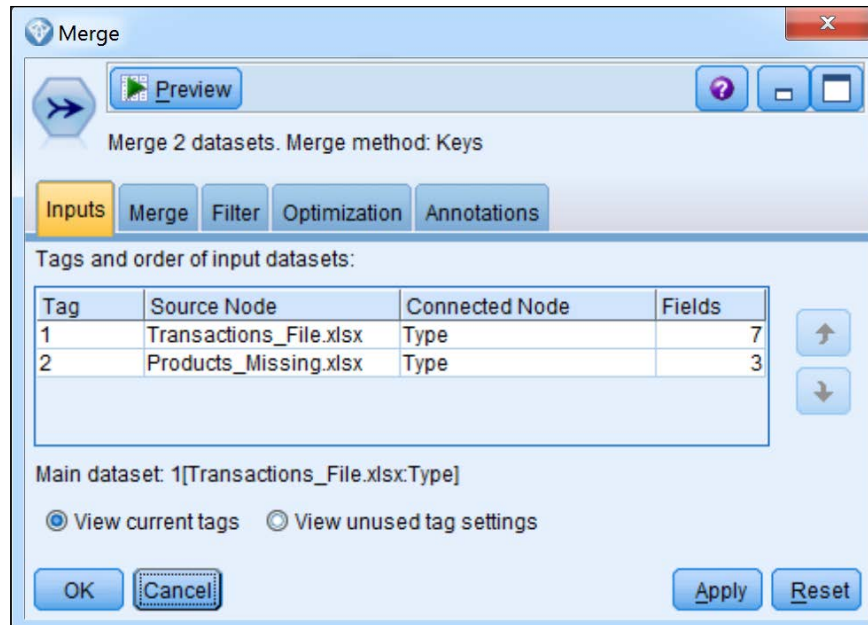 Merge
Preview
Merge 2 datasets. Merge method: Keys
Inputs Merge Filter Optimization Annotations
Tags and order of input datasets:
Tag Source Node Connected Node Fields
1 Transactions_File.xlsx Type 7
2 Products_Missing.xlsx Type 3
Main dataset: 1[Transactions_File.xlsx:Type]
View current tags View unused tag settings
OK Cancel Apply Reset